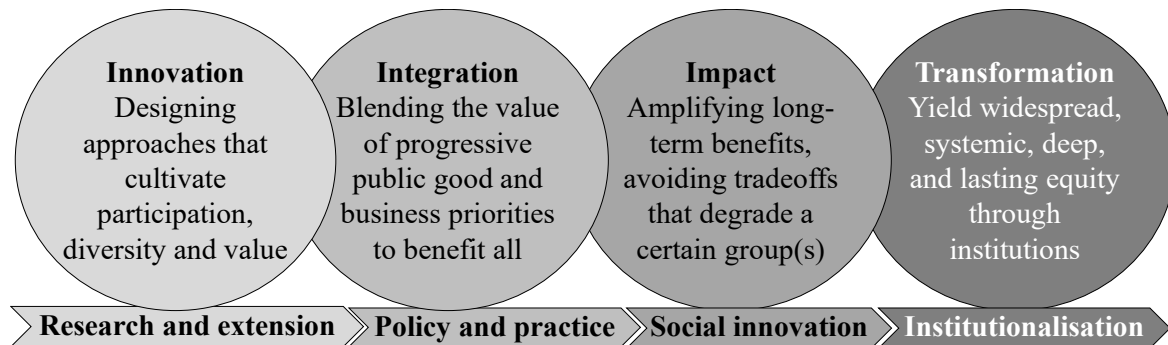 Innovation
Designing
approaches that
cultivate
participation,
diversity and value
Integration
Blending the value
of progressive
public good and
business priorities
to benefit all
Impact
Amplifying long-
term benefits,
avoiding tradeoffs
that degrade a
certain group(s)
Transformation
Yield widespread,
systemic, deep,
and lasting equity
through
institutions
Research and extension
Policy and practice
Social innovation
Institutionalisation